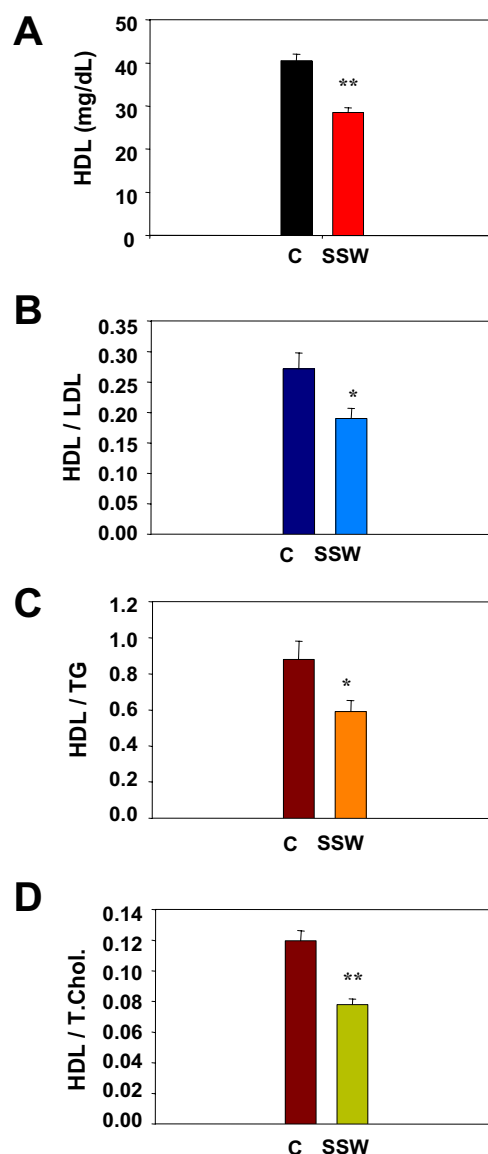 A
HDL (mg/dL)
50
40
30
20
10
0
**
C SSW
B
HDL / LDL
0.35
0.30
0.25
0.20
0.15
0.10
0.05
0.00
*
C SSW
C
HDL / TG
1.2
1.0
0.8
0.6
0.4
0.2
0.0
*
C SSW
D
HDL / T.Chol.
0.14
0.12
0.10
0.08
0.06
0.04
0.02
0.00
**
C SSW